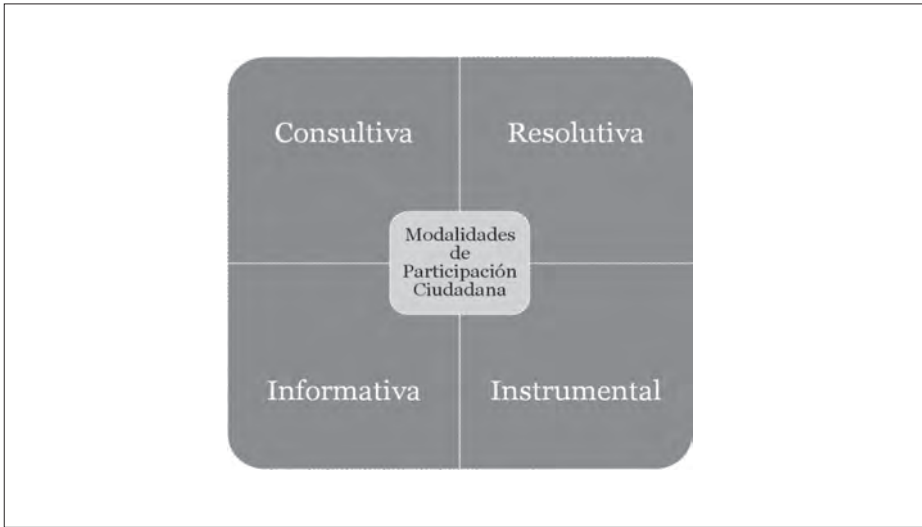 Consultiva
Resolutiva
Modalidades
de
Participación
Ciudadana
Informativa
Instrumental